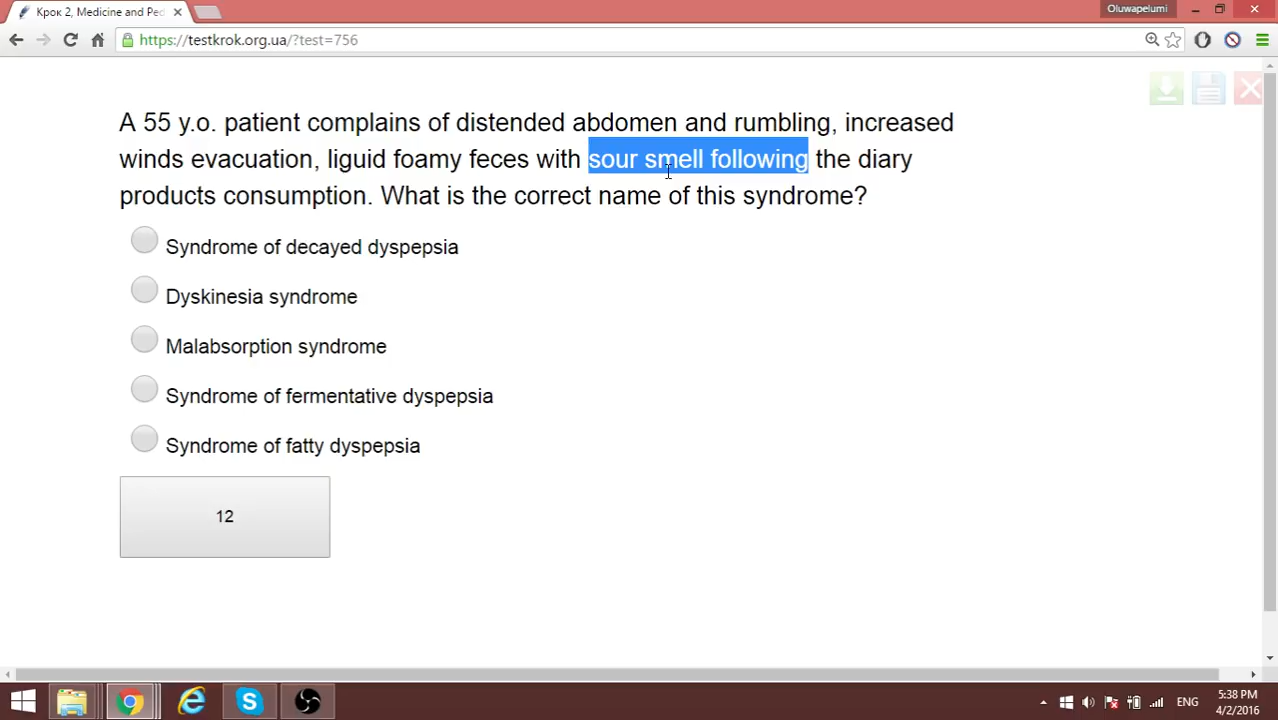 Крок 2, Medicine and Ped
Oluwapelumi
https://testkrok.org.ua/?test=756
A 55 y.o. patient complains of distended abdomen and rumbling, increased
winds evacuation, liguid foamy feces with sour smell following the diary
products consumption. What is the correct name of this syndrome?
Syndrome of decayed dyspepsia
Dyskinesia syndrome
Malabsorption syndrome
Syndrome of fermentative dyspepsia
Syndrome of fatty dyspepsia
12
ENG
5:38 PM
4/2/2016